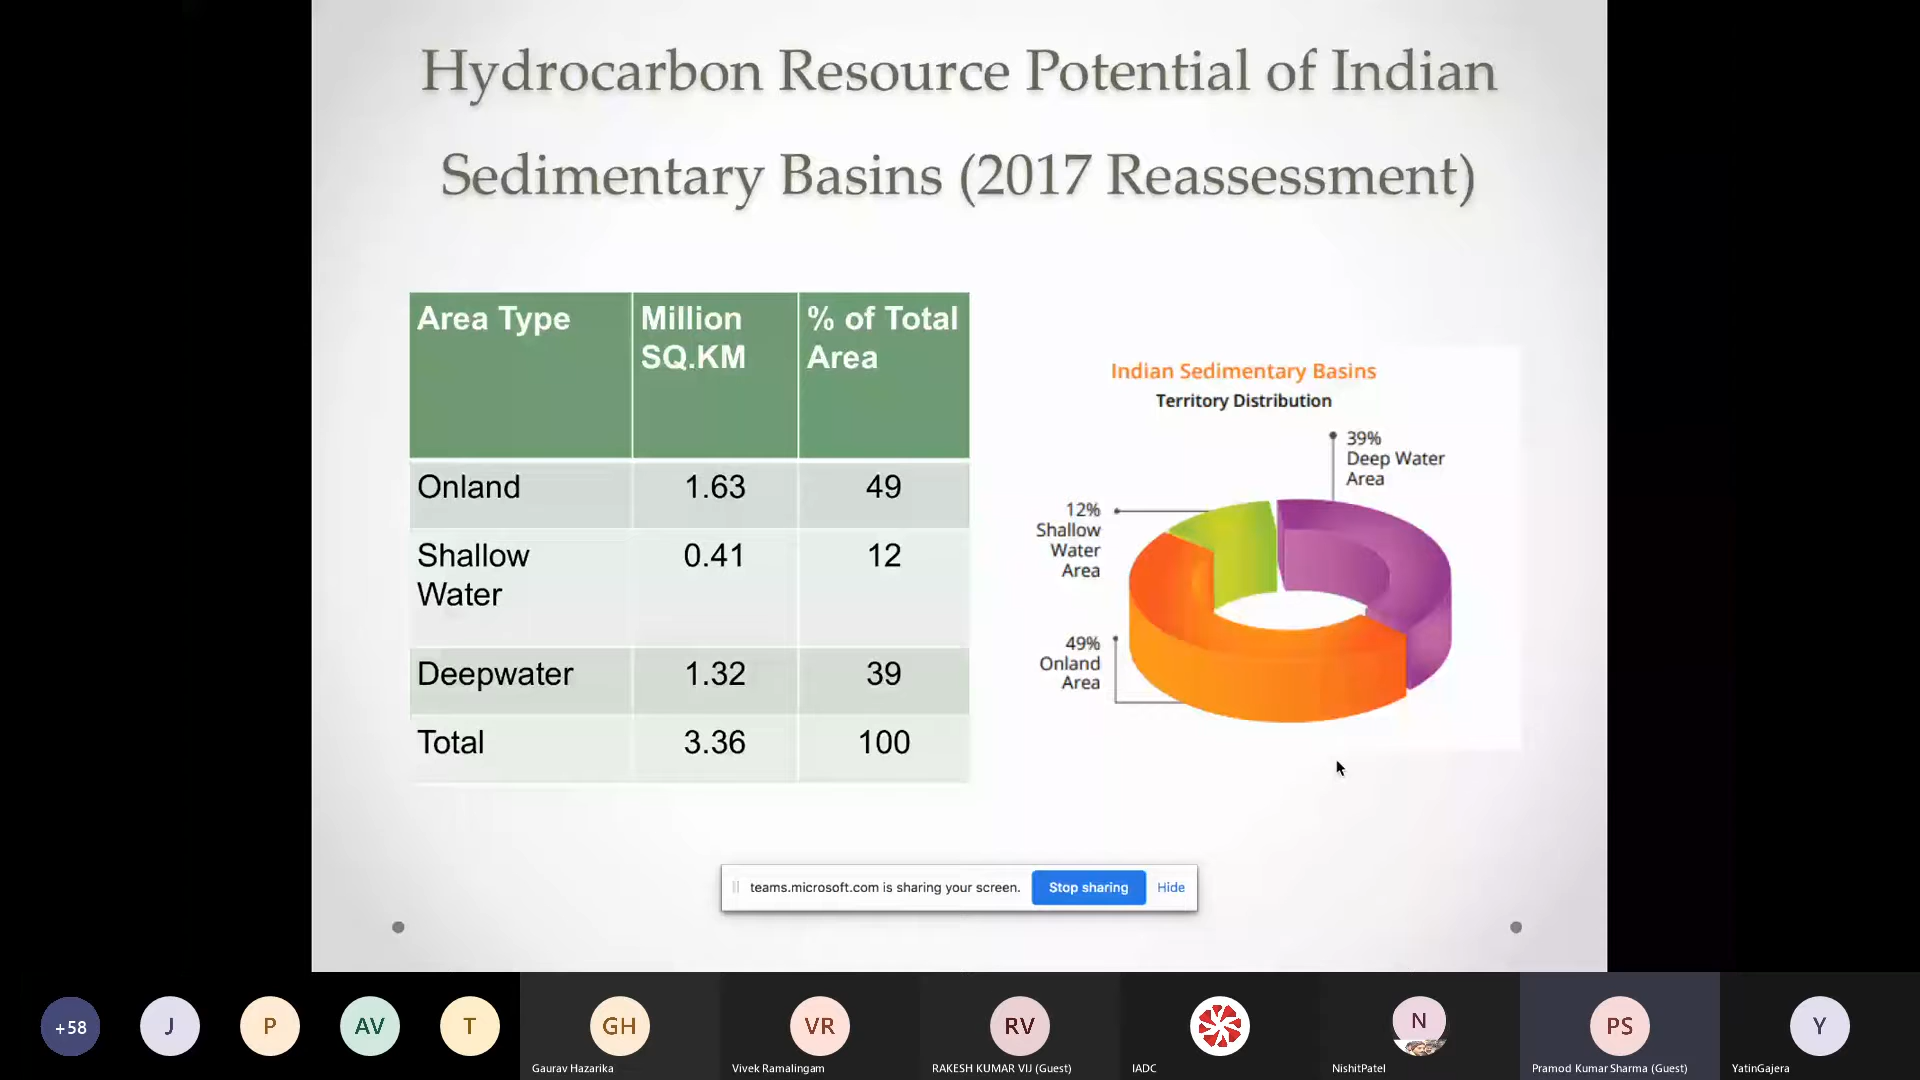 Hydrocarbon Resource Potential of Indian
Sedimentary Basins (2017 Reassessment)
Area Type
Million
SQ.KM
% of Total
Area
Onland
1.63
49
Shallow
Water
0.41
12
Deepwater
1.32
39
Total
3.36
100
Indian Sedimentary Basins
Territory Distribution
39%
Deep Water
Area
12%
Shallow
Water
Area
49%
Onland
Area
teams.microsoft.com is sharing your screen.
Stop sharing
Hide
+58
J
P
AV
T
GH
Gaurav Hazarika
VR
Vivek Ramalingam
RV
RAKESH KUMAR VIJ (Guest)
IADC
N
NishitPatel
PS
Pramod Kumar Sharma (Guest)
Y
YatinGajera